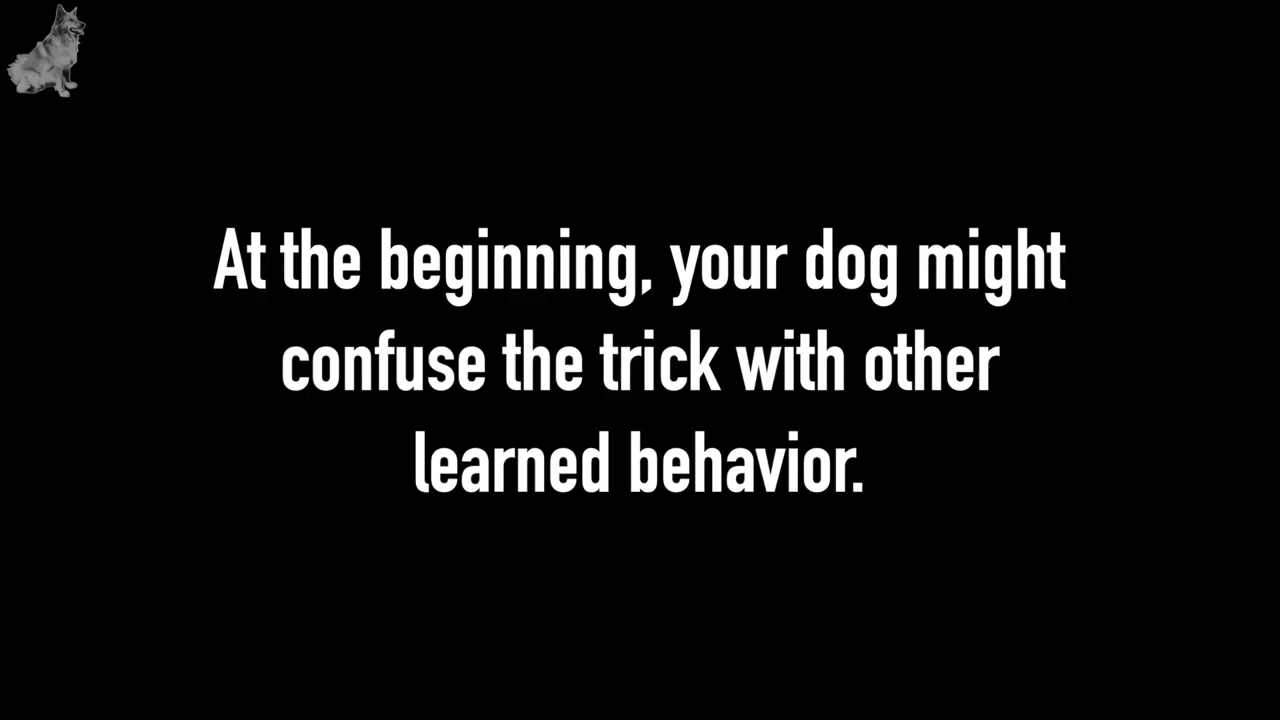 At the beginning, your dog might
confuse the trick with other
learned behavior.